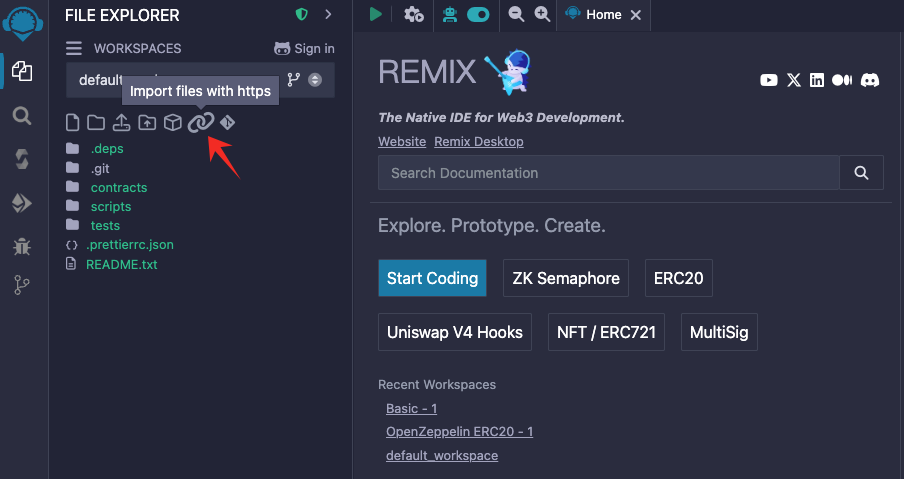 FILE EXPLORER
WORKSPACES
Sign in
Import files with https
.deps
.git
contracts
scripts
tests
.prettierrc.json
README.txt
Home
REMIX
The Native IDE for Web3 Development.
Website Remix Desktop
Search Documentation
Explore. Prototype. Create.
Start Coding ZK Semaphore ERC20
Uniswap V4 Hooks NFT / ERC721 MultiSig
Recent Workspaces
Basic - 1
OpenZeppelin ERC20 - 1
default_workspace